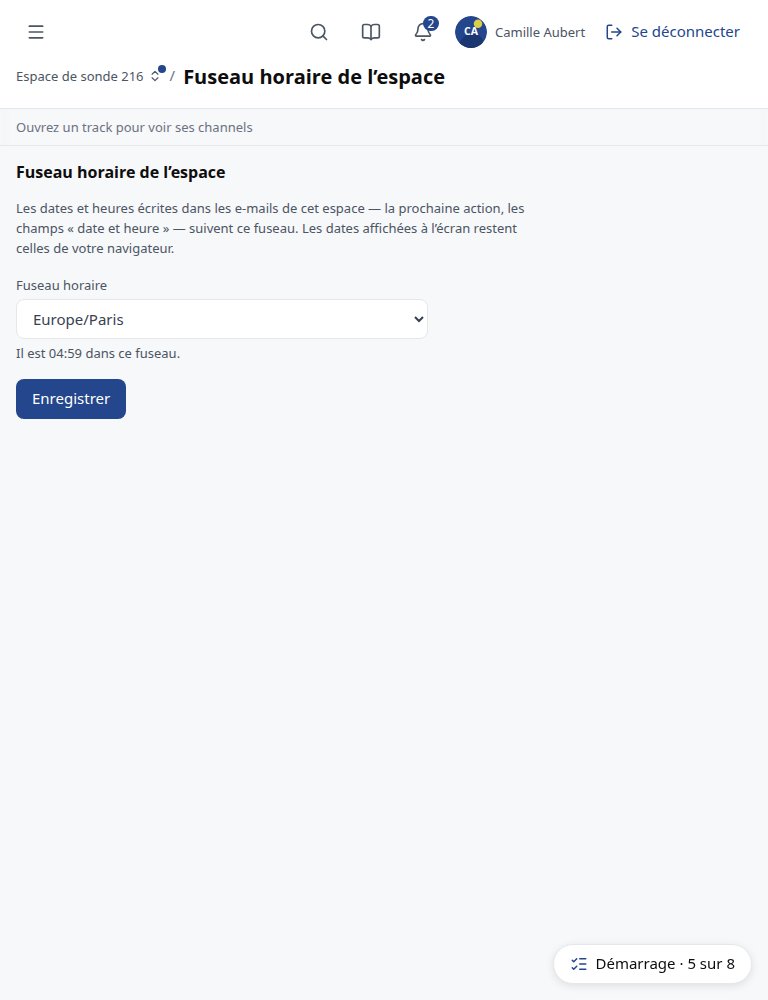 2
CA
Camille Aubert
Se déconnecter
Espace de sonde 216 / Fuseau horaire de l’espace
Ouvrez un track pour voir ses channels
Fuseau horaire de l’espace
Les dates et heures écrites dans les e-mails de cet espace — la prochaine action, les
champs « date et heure » — suivent ce fuseau. Les dates affichées à l’écran restent
celles de votre navigateur.
Fuseau horaire
Europe/Paris
Il est 04:59 dans ce fuseau.
Enregistrer
Démarrage · 5 sur 8